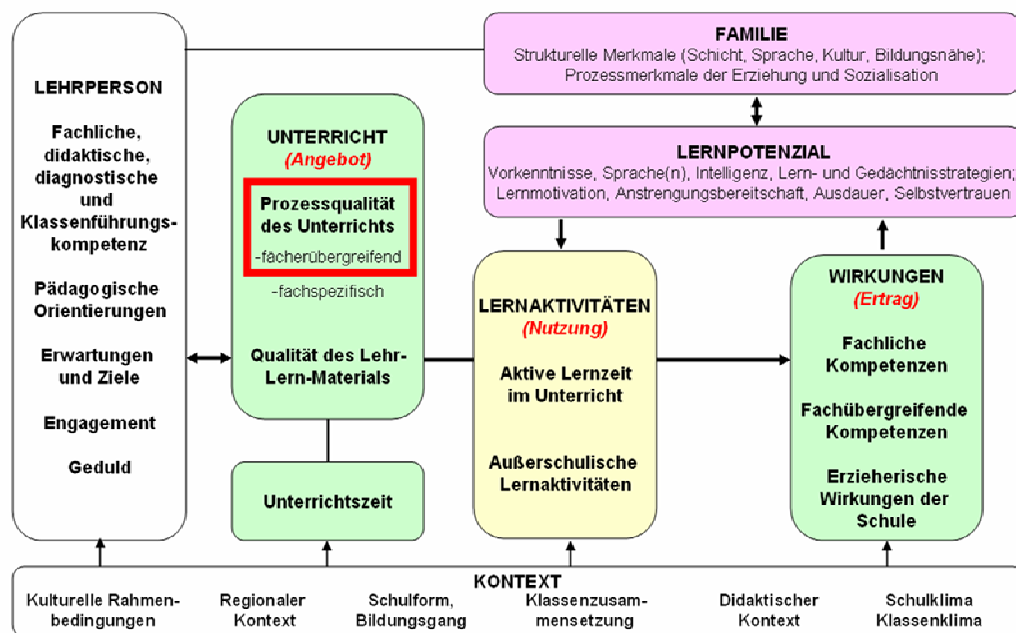 LEHRPERSON
Fachliche,
didaktische,
diagnostische
und
Klassenführungs-
kompetenz
Pädagogische
Orientierungen
Erwartungen
und Ziele
Engagement
Geduld
UNTERRICHT
(Angebot)
Prozessqualität
des Unterrichts
-fächerübergreifend
-fachspezifisch
Qualität des Lehr-
Lern-Materials
Unterrichtszeit
FAMILIE
Strukturelle Merkmale (Schicht, Sprache, Kultur, Bildungsnähe);
Prozessmerkmale der Erziehung und Sozialisation
LERNPOTENZIAL
Vorkenntnisse, Sprache(n), Intelligenz, Lern- und Gedächtnisstrategien;
Lernmotivation, Anstrengungsbereitschaft, Ausdauer, Selbstvertrauen
LERNAKTIVITÄTEN
(Nutzung)
Aktive Lernzeit
im Unterricht
Außerschulische
Lernaktivitäten
WIRKUNGEN
(Ertrag)
Fachliche
Kompetenzen
Fachübergreifende
Kompetenzen
Erzieherische
Wirkungen der
Schule
KONTEXT
Kulturelle Rahmen-
bedingungen
Regionaler
Kontext
Schulform,
Bildungsgang
Klassenzusam-
mensetzung
Didaktischer
Kontext
Schulklima
Klassenklima